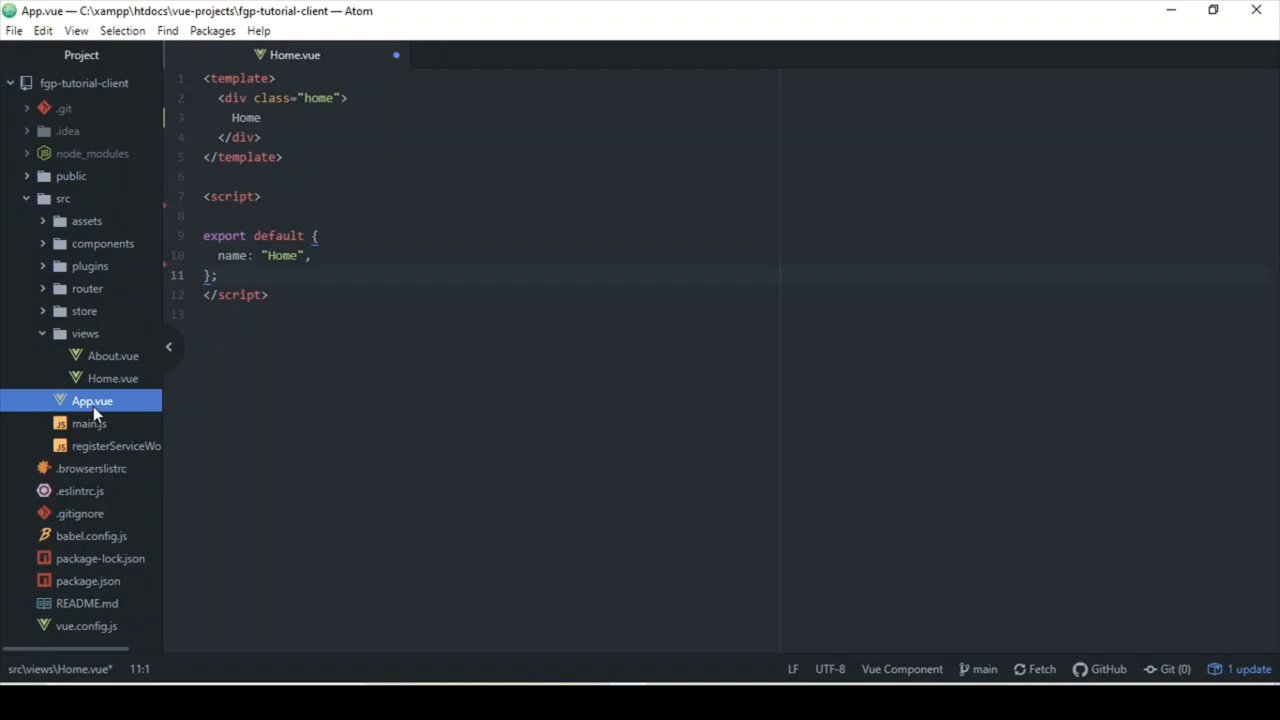 App.vue — C:\xampp\htdocs\vue-projects\fgp-tutorial-client — Atom
File Edit View Selection Find Packages Help
Project
fgp-tutorial-client
.git
.idea
node_modules
public
src
assets
components
plugins
router
store
views
About.vue
Home.vue
App.vue
JS main.js
JS registerServiceWo
.browserslistrc
.eslintrc.js
.gitignore
babel.config.js
package-lock.json
package.json
README.md
vue.config.js
Home.vue
1 <template>
2 <div class="home">
3 Home
4 </div>
5 </template>
6
7 <script>
8
9 export default {
10 name: "Home",
11 };
12 </script>
13
src\views\Home.vue* 11:1 LF UTF-8 Vue Component main Fetch GitHub Git (0) 1 update